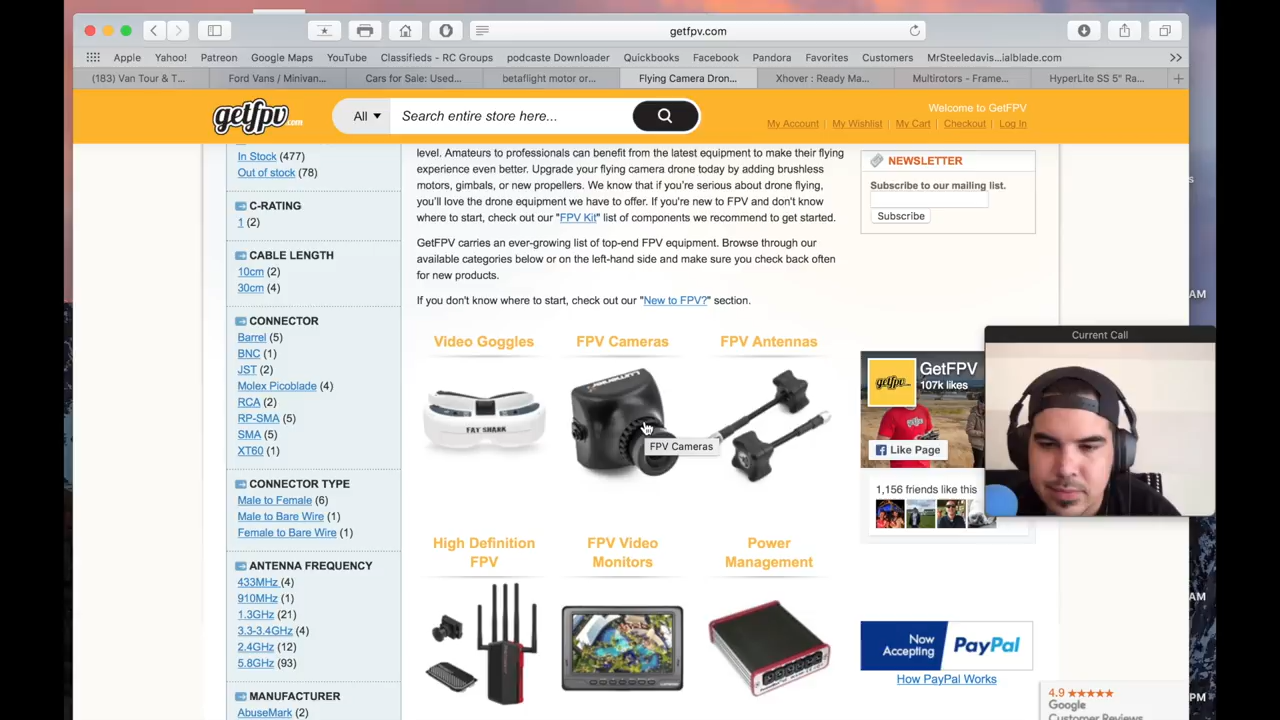 getfpv.com
Apple Yahoo! Patreon Google Maps YouTube Classifieds - RC Groups podcaste Downloader Quickbooks Facebook Pandora Favorites Customers MrSteeledavis...ialblade.com
(183) Van Tour & T... Ford Vans / Minivan... Cars for Sale: Used... betaflight motor or... Flying Camera Dron... Xhover : Ready Ma... Multirotors - Frame... HyperLite SS 5" Ra...
getfpv.com
All
Search entire store here...
Welcome to GetFPV
My Account My Wishlist My Cart Checkout Log In
In Stock (477)
Out of stock (78)
C-RATING
1 (2)
CABLE LENGTH
10cm (2)
30cm (4)
CONNECTOR
Barrel (5)
BNC (1)
JST (2)
Molex Picoblade (4)
RCA (2)
RP-SMA (5)
SMA (5)
XT60 (1)
CONNECTOR TYPE
Male to Female (6)
Male to Bare Wire (1)
Female to Bare Wire (1)
ANTENNA FREQUENCY
433MHz (4)
910MHz (1)
1.3GHz (21)
3.3-3.4GHz (4)
2.4GHz (12)
5.8GHz (93)
MANUFACTURER
AbuseMark (2)
level. Amateurs to professionals can benefit from the latest equipment to make their flying
experience even better. Upgrade your flying camera drone today by adding brushless
motors, gimbals, or new propellers. We know that if you're serious about drone flying,
you'll love the drone equipment we have to offer. If you're new to FPV and don't know
where to start, check out our "FPV Kit" list of components we recommend to get started.
GetFPV carries an ever-growing list of top-end FPV equipment. Browse through our
available categories below or on the left-hand side and make sure you check back often
for new products.
If you don't know where to start, check out our "New to FPV?" section.
Video Goggles
FPV Cameras
FPV Antennas
FAT SHARK
FPV Cameras
High Definition
FPV
FPV Video
Monitors
Power
Management
NEWSLETTER
Subscribe to our mailing list.
Subscribe
Current Call
getfpv
GetFPV
107k likes
Like Page
1,156 friends like this
Now
Accepting
PayPal
How PayPal Works
4.9 ★★★★★
Google
Customer Reviews
AM
AM
PM